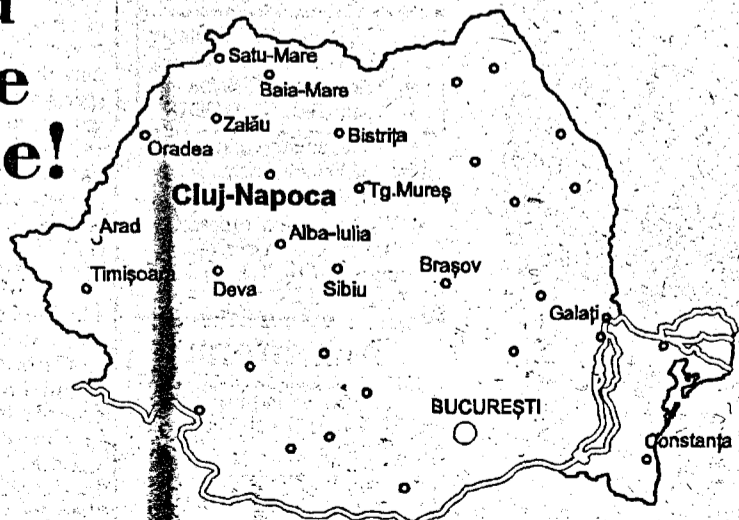 e!
Satu-Mare
Baia-Mare
Zalău
Bistrița
Oradea
Cluj-Napoca
Tg.Mureș
Arad
Alba-Iulia
Timișoara
Deva
Sibiu
Brașov
Galați
BUCUREȘTI
Constanța